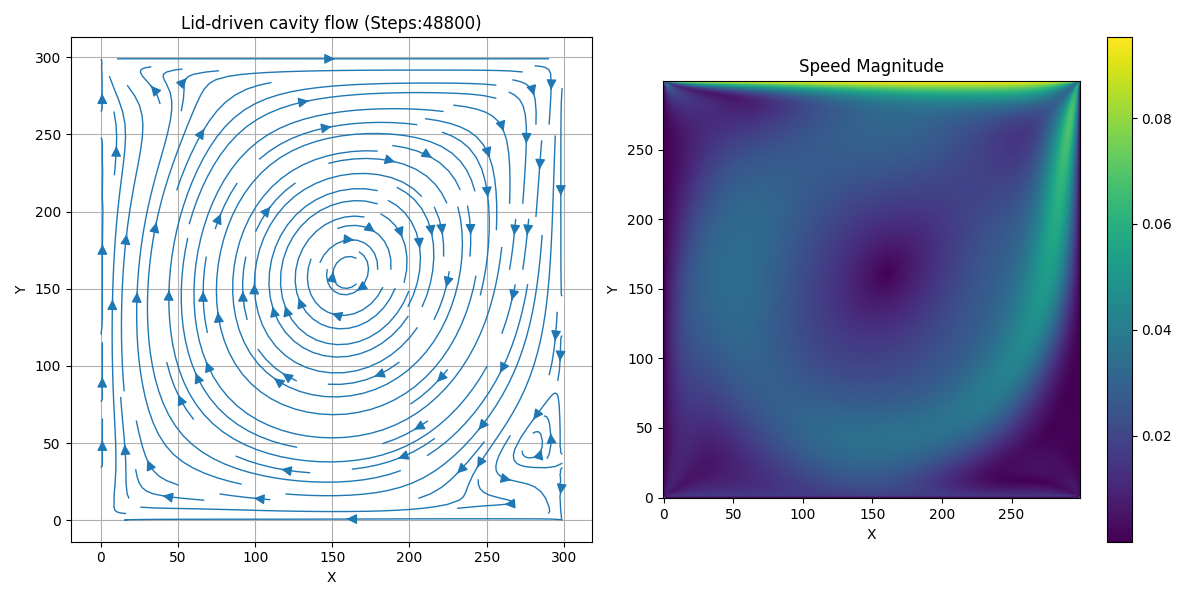 Lid-driven cavity flow (Steps:48800)
300
250
200
150
100
50
0
Y
0 50 100 150 200 250 300
X
Speed Magnitude
250
200
150
100
50
0
Y
0 50 100 150 200 250
X
0.08
0.06
0.04
0.02